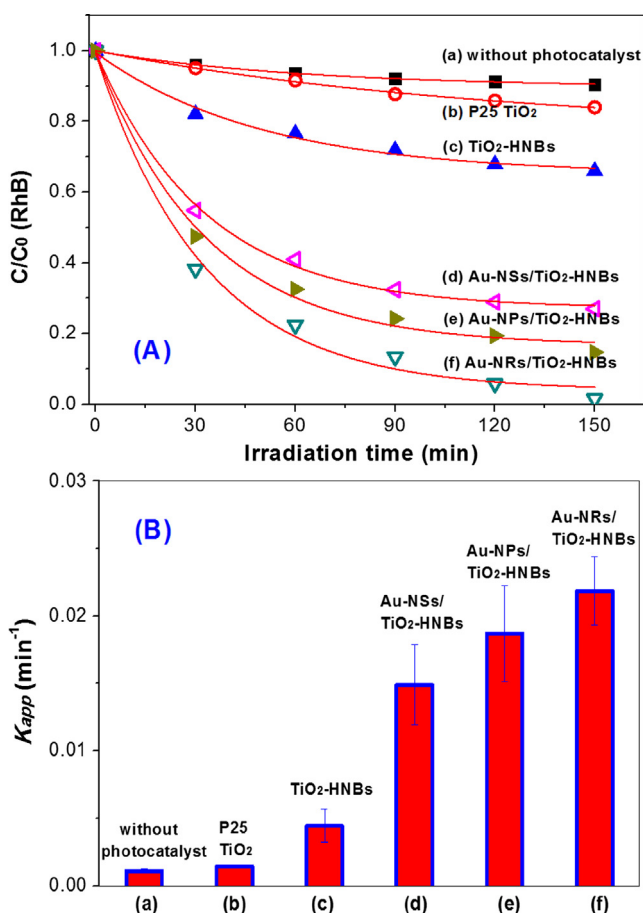 1.0
0.8
0.6
0.4
0.2
0.0
C/C0 (RhB)
(a) without photocatalyst
(b) P25 TiO2
(c) TiO2-HNBs
(d) Au-NSs/TiO2-HNBs
(e) Au-NPs/TiO2-HNBs
(f) Au-NRs/TiO2-HNBs
(A)
0 30 60 90 120 150
Irradiation time (min)
0.03
0.02
0.01
0.00
Kapp (min-1)
(B)
without
photocatalyst
P25
TiO2
TiO2-HNBs
Au-NSs/
TiO2-HNBs
Au-NPs/
TiO2-HNBs
Au-NRs/
TiO2-HNBs
(a) (b) (c) (d) (e) (f)